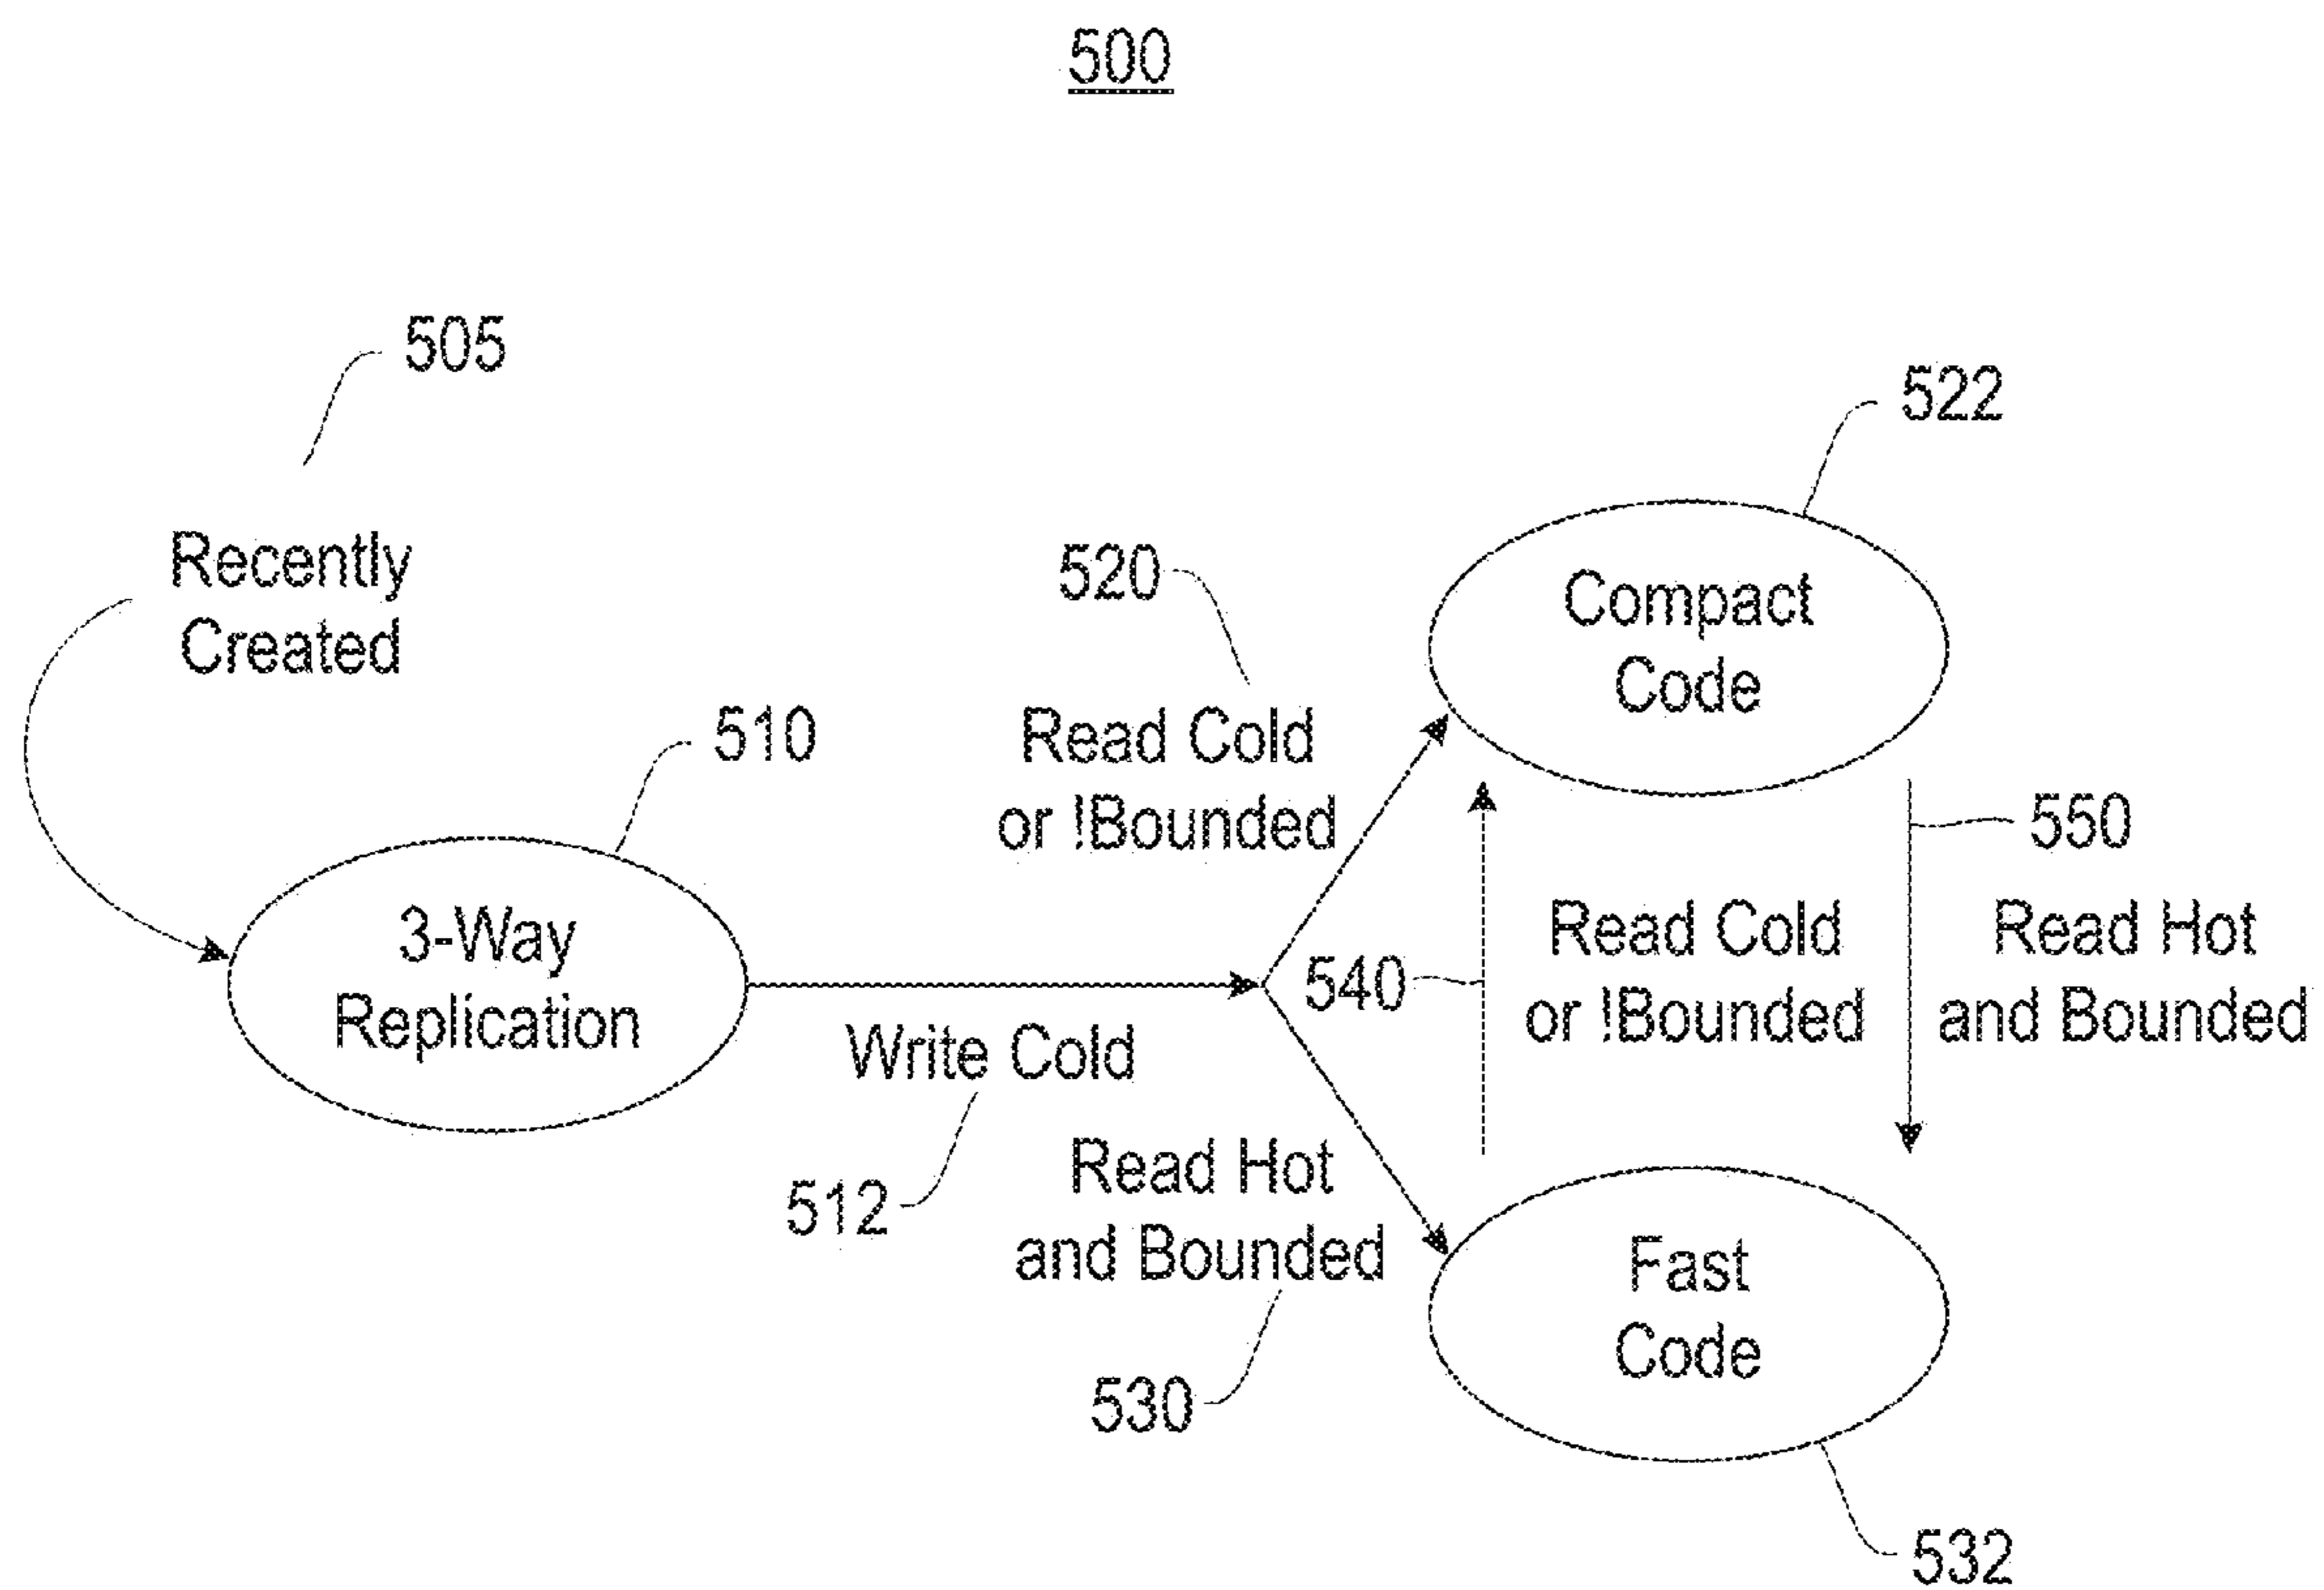 500
505
Recently
Created
510
3-Way
Replication
Write Cold
512
520
Read Cold
or !Bounded
522
Compact
Code
540
Read Cold
or !Bounded
550
Read Hot
and Bounded
Read Hot
and Bounded
530
Fast
Code
532